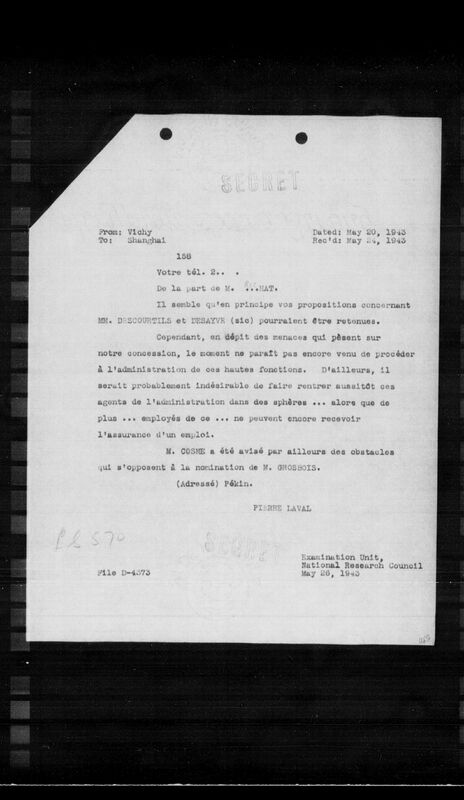 SECRET
From: Vichy
To: Shanghai
Dated: May 20, 1943
Rec'd: May 24, 1943
158
Votre tél. 2.. .
De la part de M. ...HAT.
Il semble qu'en principe vos propositions concernant
MM. DESCOURTILS et DESAYVE (sic) pourraient être retenues.
Cependant, en dépit des menaces qui pèsent sur
notre concession, le moment ne paraît pas encore venu de procéder
à l'administration de ces hautes fonctions. D'ailleurs, il
serait probablement indésirable de faire rentrer aussitôt ces
agents de l'administration dans des sphères ... alors que de
plus ... employés de ce ... ne peuvent encore recevoir
l'assurance d'un emploi.
M. COSME a été avisé par ailleurs des obstacles
qui s'opposent à la nomination de M. GROSBOIS.
(Adressé) Pékin.
PIERRE LAVAL
SECRET
Examination Unit,
National Research Council
File D-4373
May 26, 1943